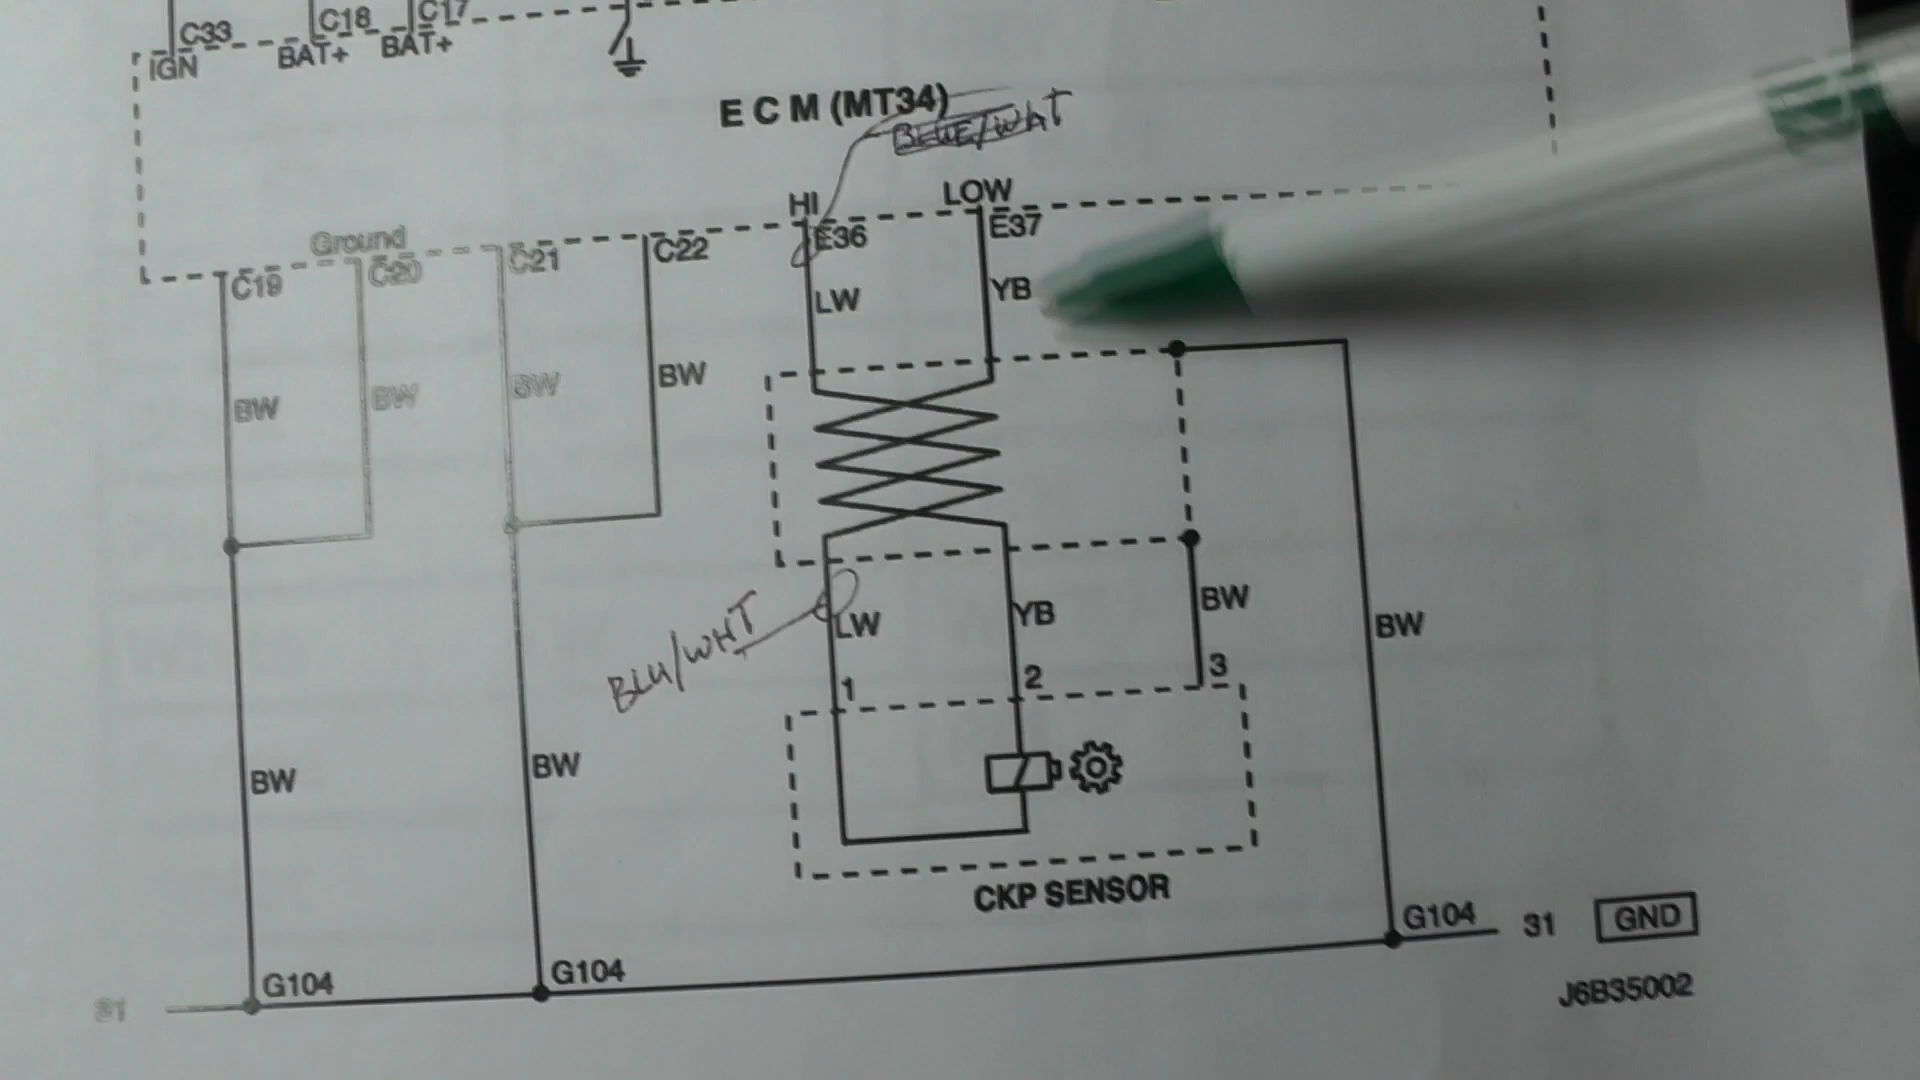 C33 C18 C17
IGN BAT+ BAT+
E C M (MT34)
BLUE/WHT
HI LOW
Ground
C19 C20 C21 C22 E36 E37
LW YB
BW BW BW BW
BLU/WHT
LW YB BW BW
1 2 3
BW BW
CKP SENSOR
G104 G104 G104 31 GND
31
J6B35002